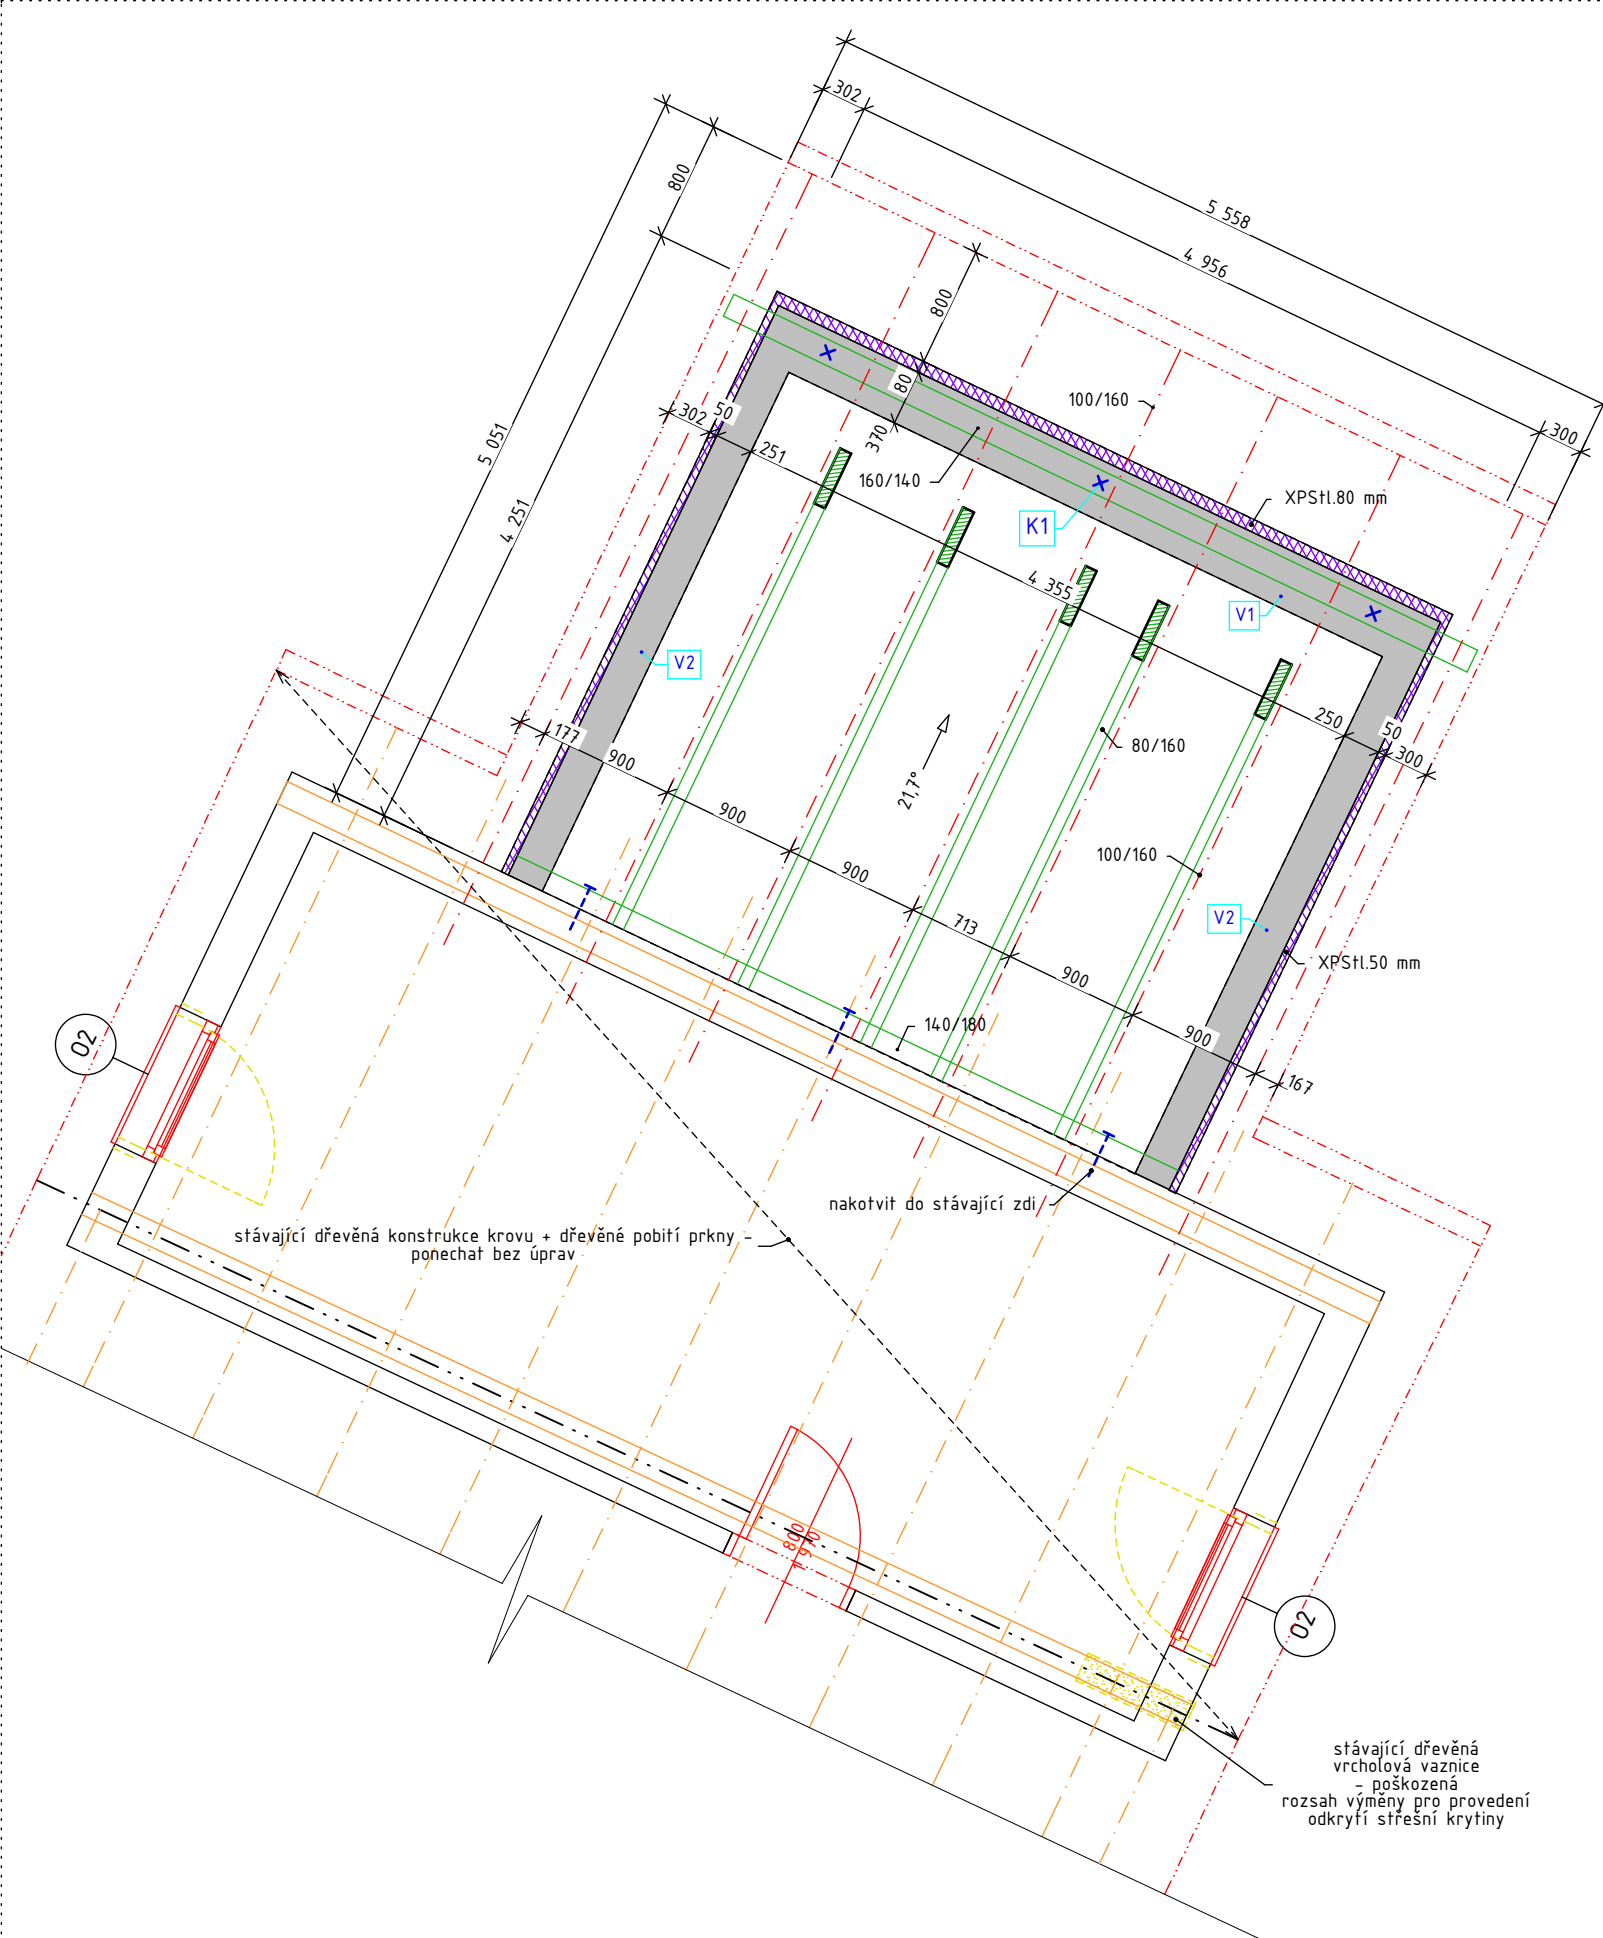 302
5 558
4 956
800
300
800
80
370
50
302
251
100/160
160/140
K1
XPStl.80 mm
5 051
4 251
4 355
V1
V2
250
50
300
177
900
80/160
21,7°
900
900
100/160
713
900
V2
XPStl.50 mm
900
167
140/180
O2
nakotvit do stávající zdi
stávající dřevěná konstrukce krovu + dřevěné pobití prkny -
ponechat bez úprav
800
1 970
O2
stávající dřevěná
vrcholová vaznice
- poškozená
rozsah výměny pro provedení
odkrytí střešní krytiny